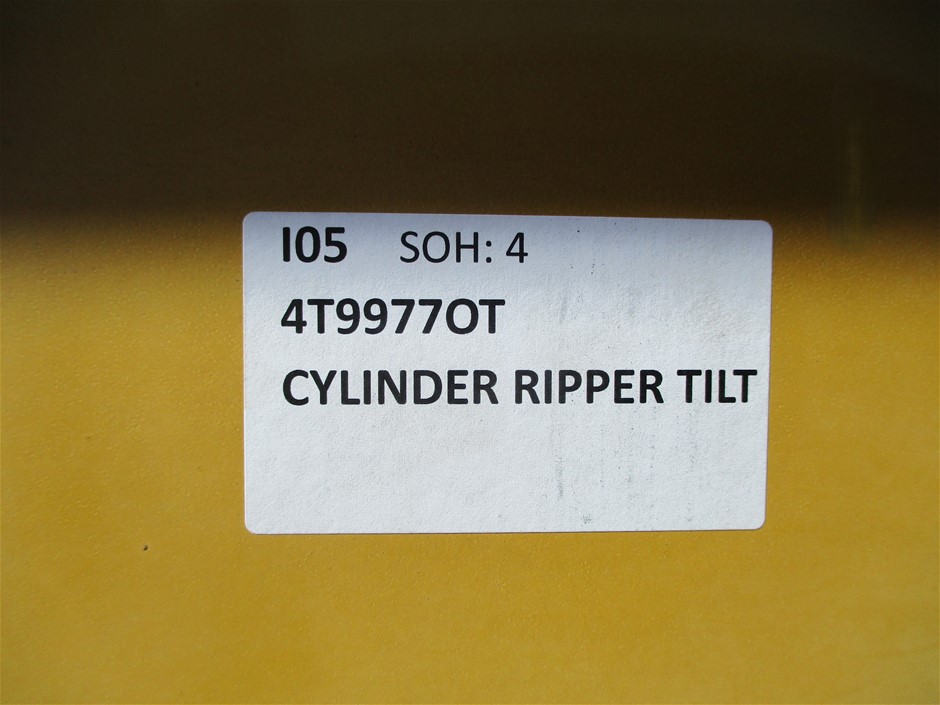 I05 SOH: 4
4T9977OT
CYLINDER RIPPER TILT